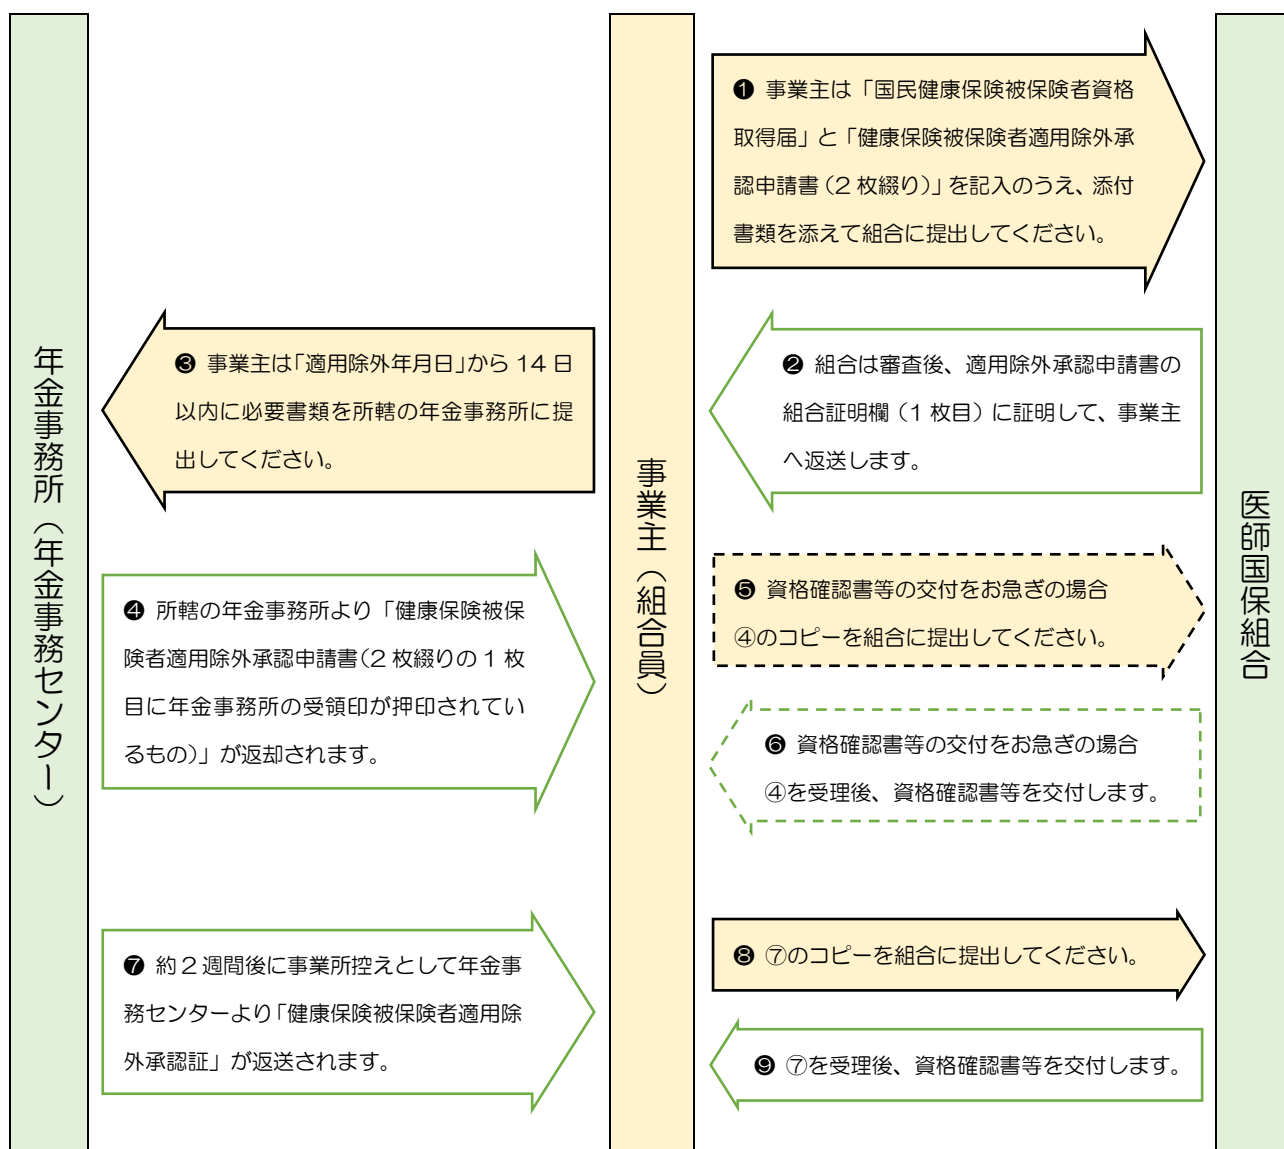 年金事務所（年金事務センター）
事業主（組合員）
医師国保組合
❶ 事業主は「国民健康保険被保険者資格
取得届」と「健康保険被保険者適用除外承
認申請書（2 枚綴り）」を記入のうえ、添付
書類を添えて組合に提出してください。
❷ 組合は審査後、適用除外承認申請書の
組合証明欄（1 枚目）に証明して、事業主
へ返送します。
❸ 事業主は「適用除外年月日」から 14 日
以内に必要書類を所轄の年金事務所に提
出してください。
❹ 所轄の年金事務所より「健康保険被保
険者適用除外承認申請書（2 枚綴りの 1 枚
目に年金事務所の受領印が押印されてい
るもの）」が返却されます。
❺ 資格確認書等の交付をお急ぎの場合
④のコピーを組合に提出してください。
❻ 資格確認書等の交付をお急ぎの場合
④を受理後、資格確認書等を交付します。
❼ 約 2 週間後に事業所控えとして年金事
務センターより「健康保険被保険者適用除
外承認証」が返送されます。
❽ ⑦のコピーを組合に提出してください。
❾ ⑦を受理後、資格確認書等を交付します。